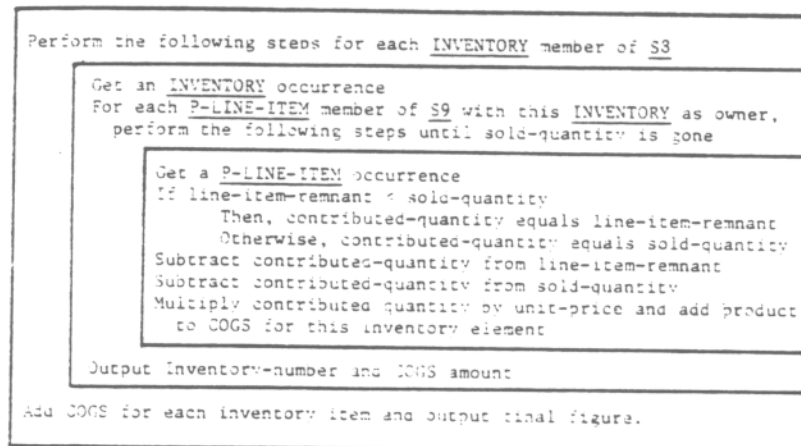 Perform the following steps for each INVENTORY member of S3
Get an INVENTORY occurrence
For each P-LINE-ITEM member of S9 with this INVENTORY as owner,
perform the following steps until sold-quantity is gone
Get a P-LINE-ITEM occurrence
If line-item-remnant < sold-quantity
Then, contributed-quantity equals line-item-remnant
Otherwise, contributed-quantity equals sold-quantity
Subtract contributed-quantity from line-item-remnant
Subtract contributed-quantity from sold-quantity
Multiply contributed quantity by unit-price and add product
to COGS for this inventory element
Output Inventory-number and COGS amount
Add COGS for each inventory item and output final figure.